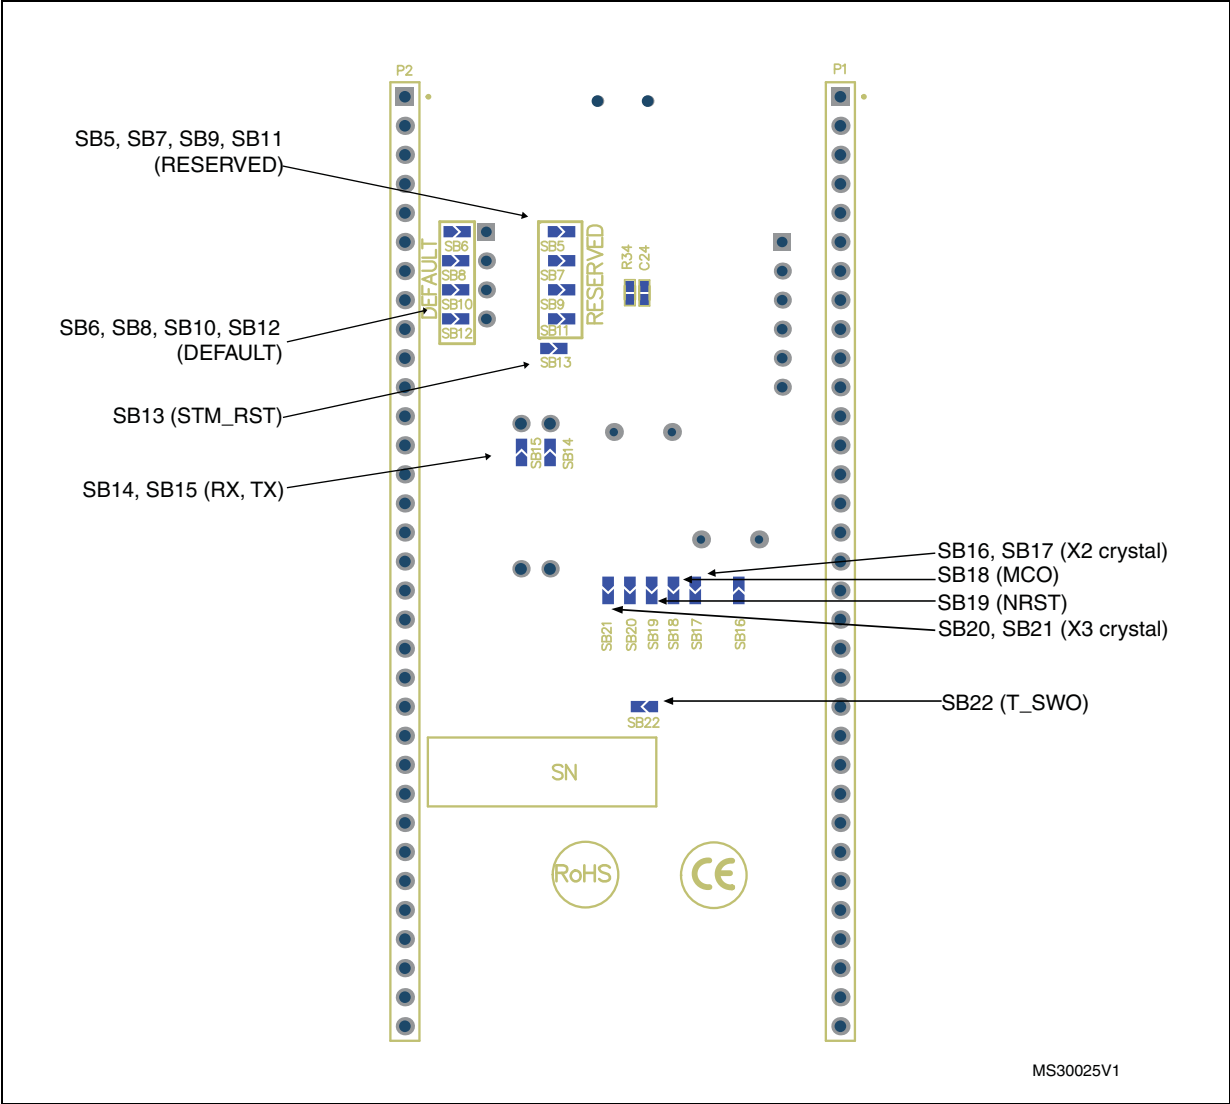 P2
P1
SB5, SB7, SB9, SB11
(RESERVED)
SB6
SB8
SB10
SB12
DEFAULT
SB5
SB7
SB9
SB11
RESERVED
R34
C24
SB6, SB8, SB10, SB12
(DEFAULT)
SB13
SB13 (STM_RST)
SB15
SB14
SB14, SB15 (RX, TX)
SB16, SB17 (X2 crystal)
SB18 (MCO)
SB19 (NRST)
SB20, SB21 (X3 crystal)
SB21
SB20
SB19
SB18
SB17
SB16
SB22 (T_SWO)
SB22
SN
RoHS
CE
MS30025V1